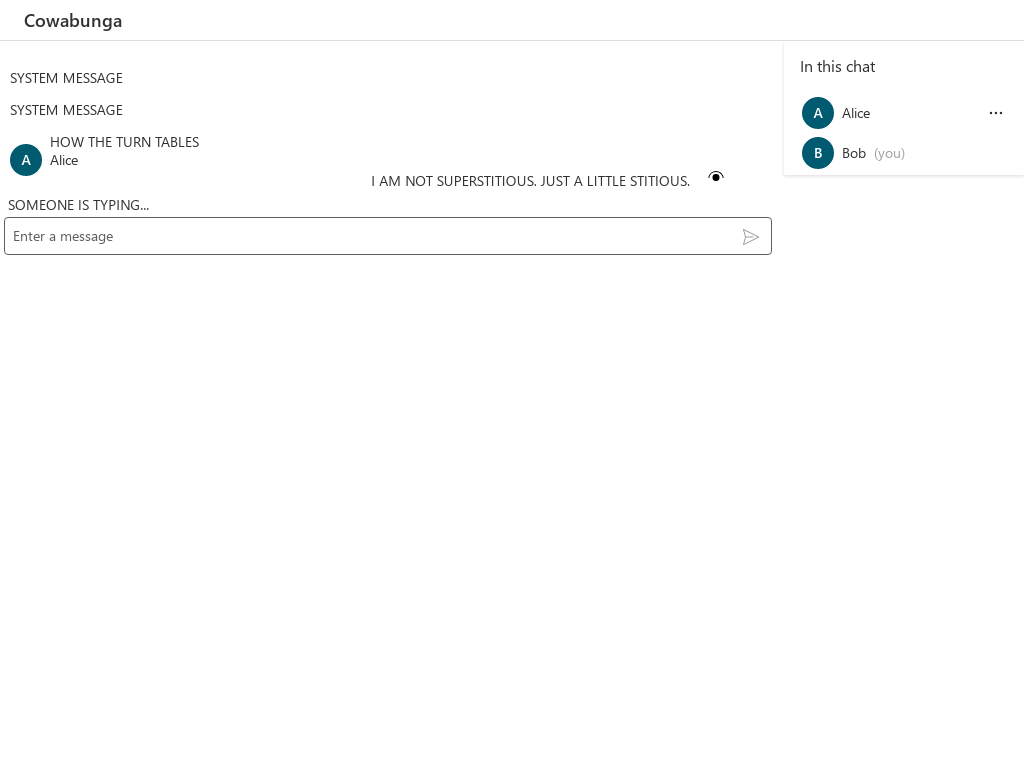 Cowabunga
SYSTEM MESSAGE
SYSTEM MESSAGE
HOW THE TURN TABLES
A
Alice
I AM NOT SUPERSTITIOUS. JUST A LITTLE STITIOUS.
SOMEONE IS TYPING...
Enter a message
In this chat
A
Alice
B
Bob (you)